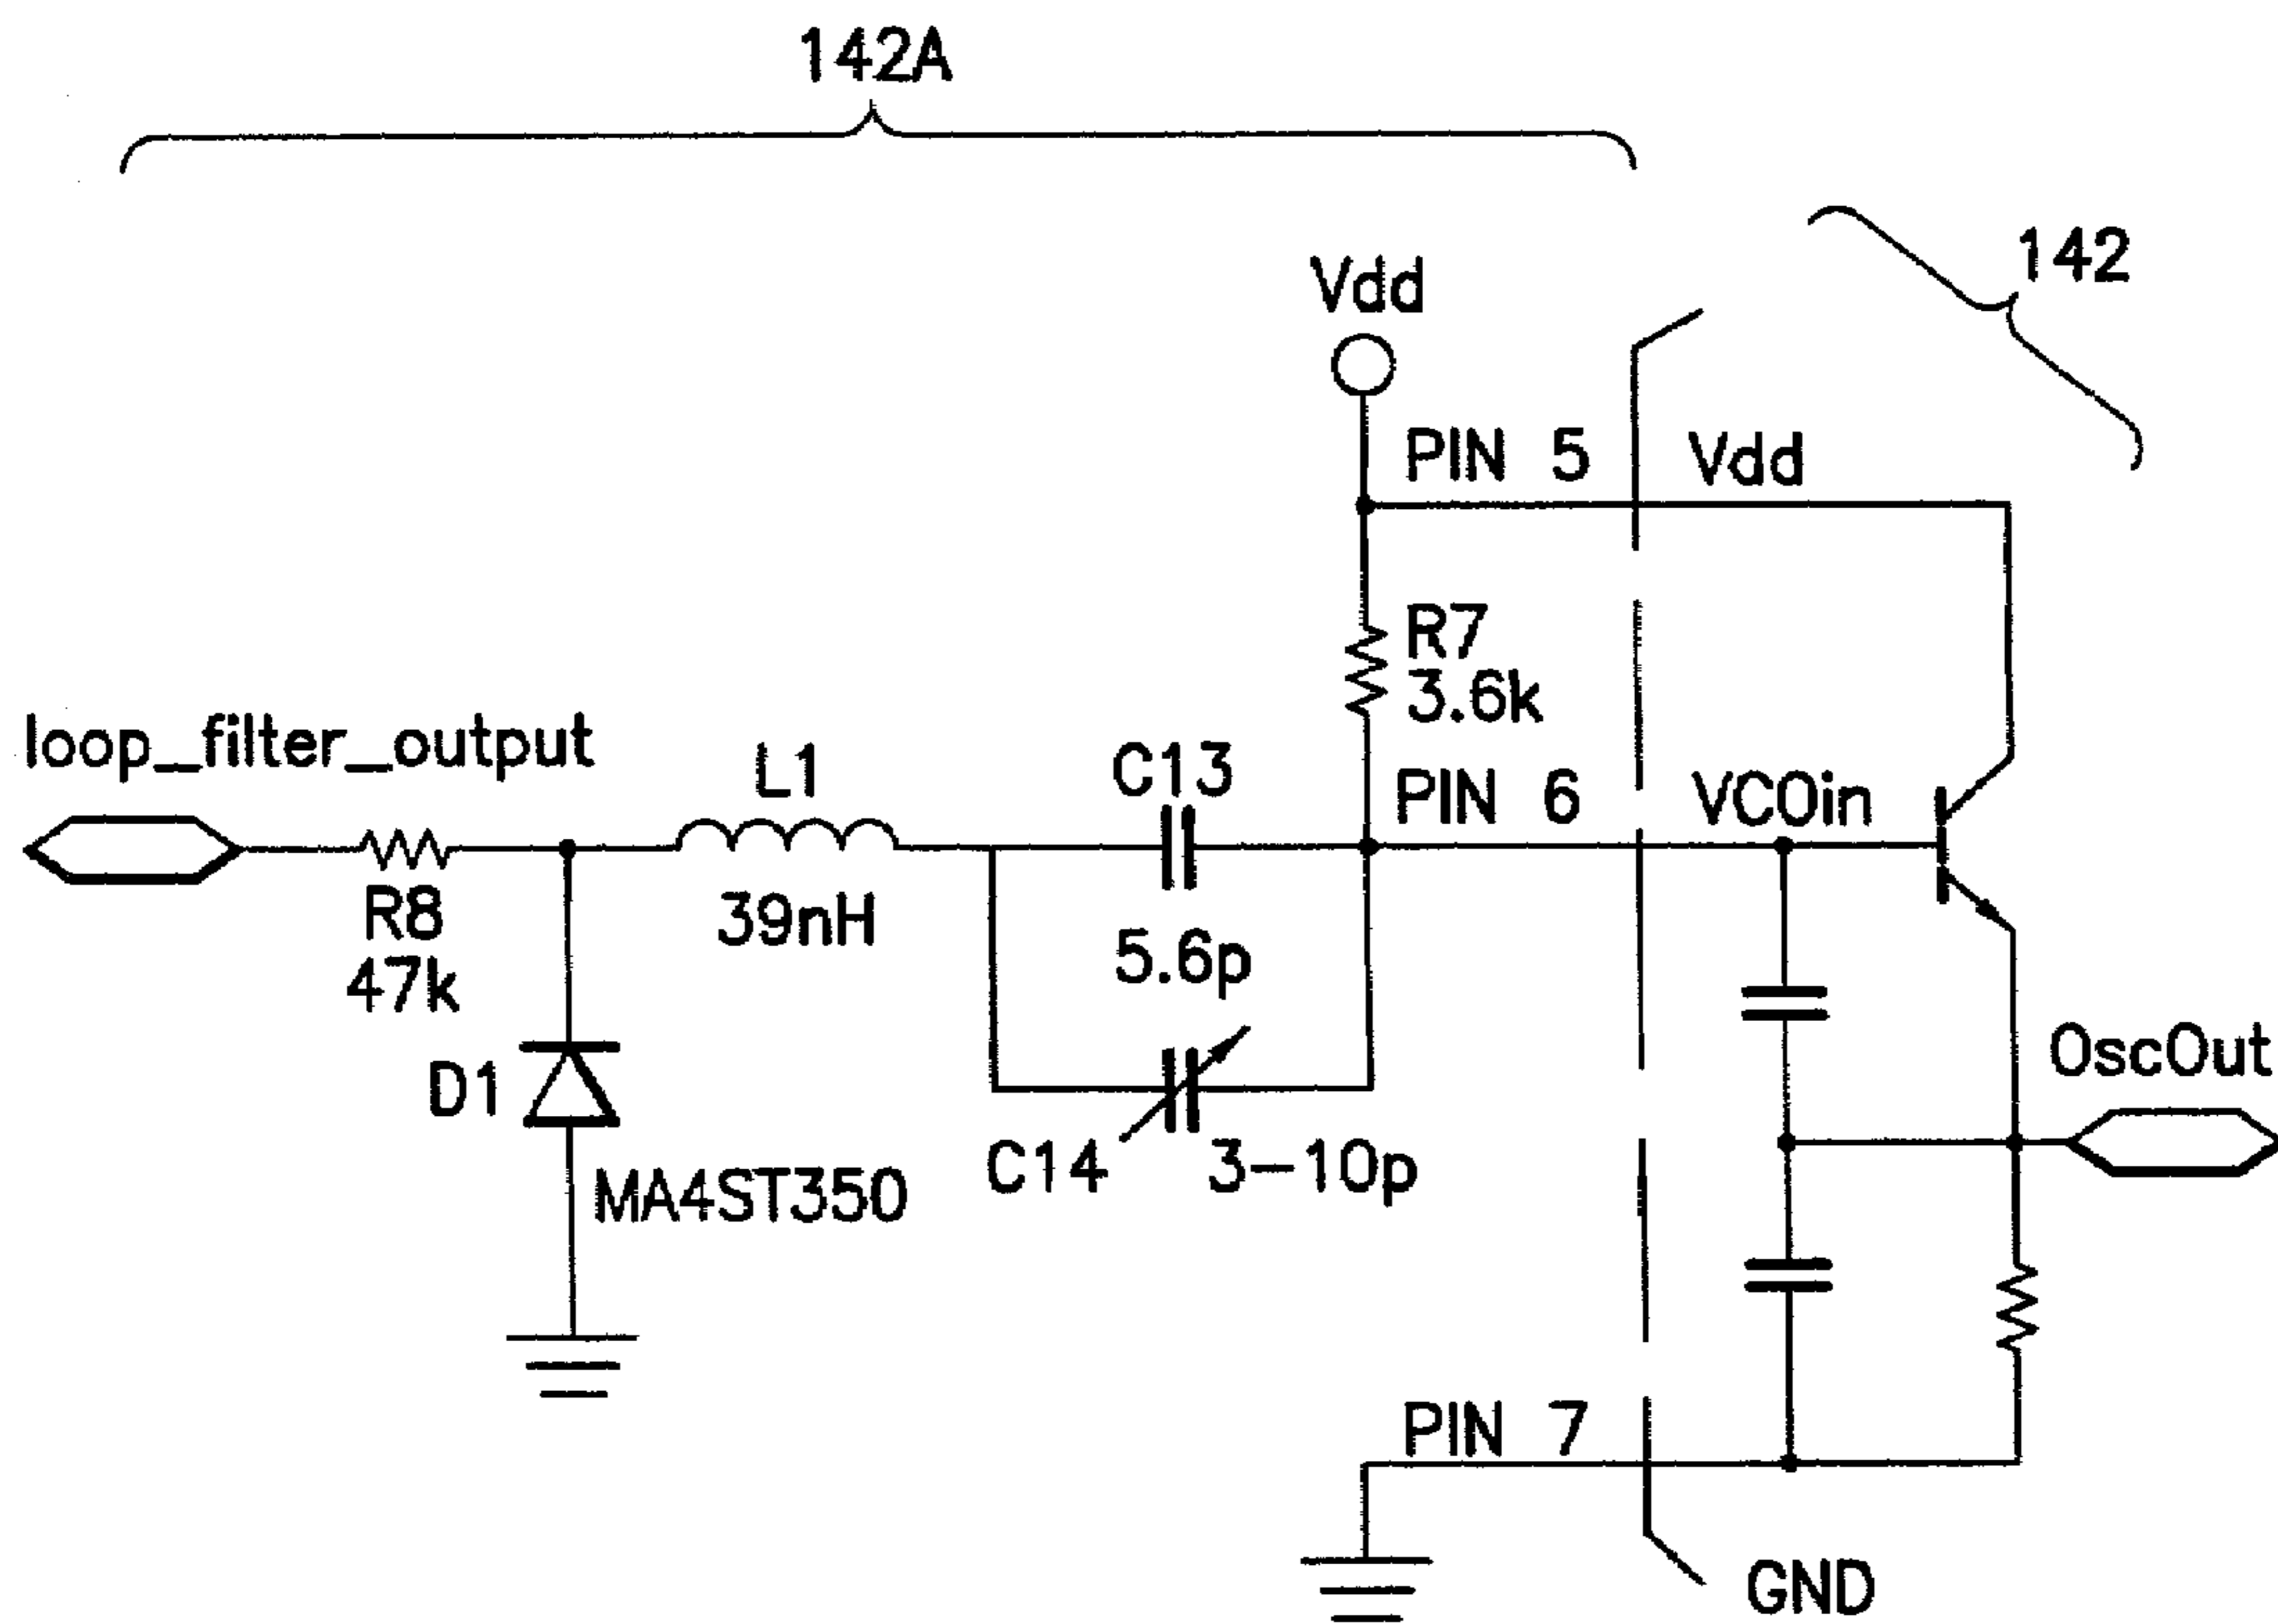 142A
142
Vdd
PIN 5
Vdd
R7
3.6k
loop_filter_output
L1
C13
PIN 6
VCOin
R8
47k
39nH
5.6p
D1
OscOut
MA4ST350
C14
3-10p
PIN 7
GND